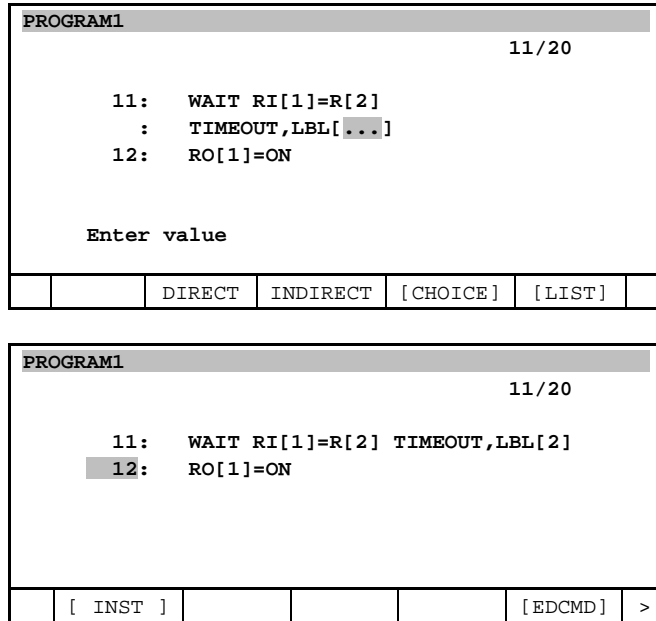 PROGRAM1
11/20
11: WAIT RI[1]=R[2]
: TIMEOUT,LBL[...]
12: RO[1]=ON
Enter value
DIRECT INDIRECT [CHOICE] [LIST]
PROGRAM1
11/20
11: WAIT RI[1]=R[2] TIMEOUT,LBL[2]
12: RO[1]=ON
[ INST ] [EDCMD] >